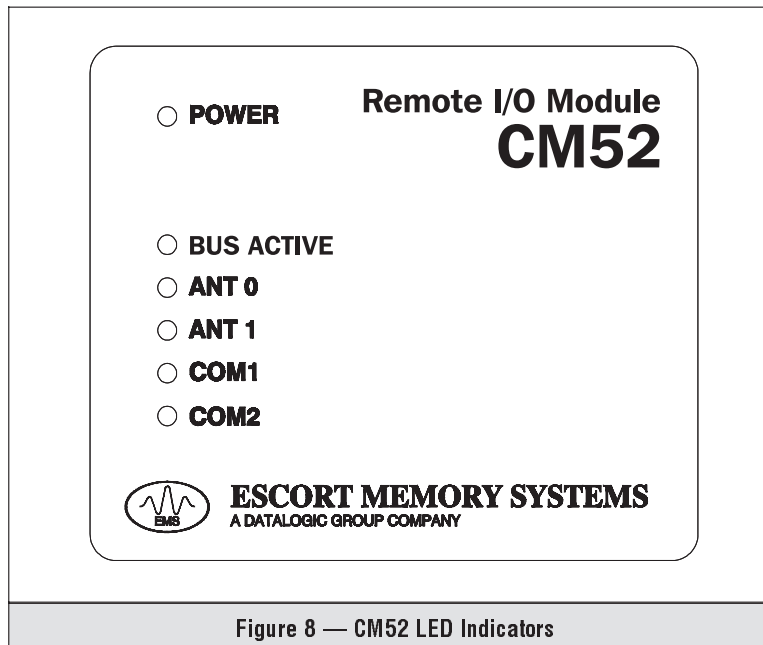 POWER
Remote I/O Module
CM52
BUS ACTIVE
ANT 0
ANT 1
COM1
COM2
EMS
ESCORT MEMORY SYSTEMS
A DATALOGIC GROUP COMPANY
Figure 8 — CM52 LED Indicators